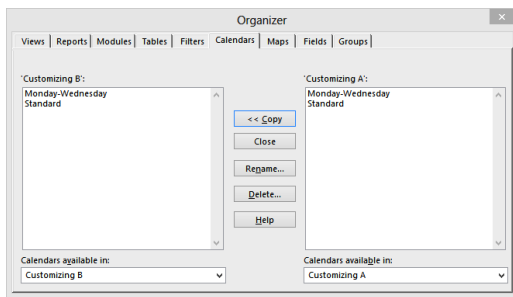 Organizer
Views Reports Modules Tables Filters Calendars Maps Fields Groups
'Customizing B':
Monday-Wednesday
Standard
<< Copy
Close
Rename...
Delete...
Help
'Customizing A':
Monday-Wednesday
Standard
Calendars available in:
Customizing B
Calendars available in:
Customizing A